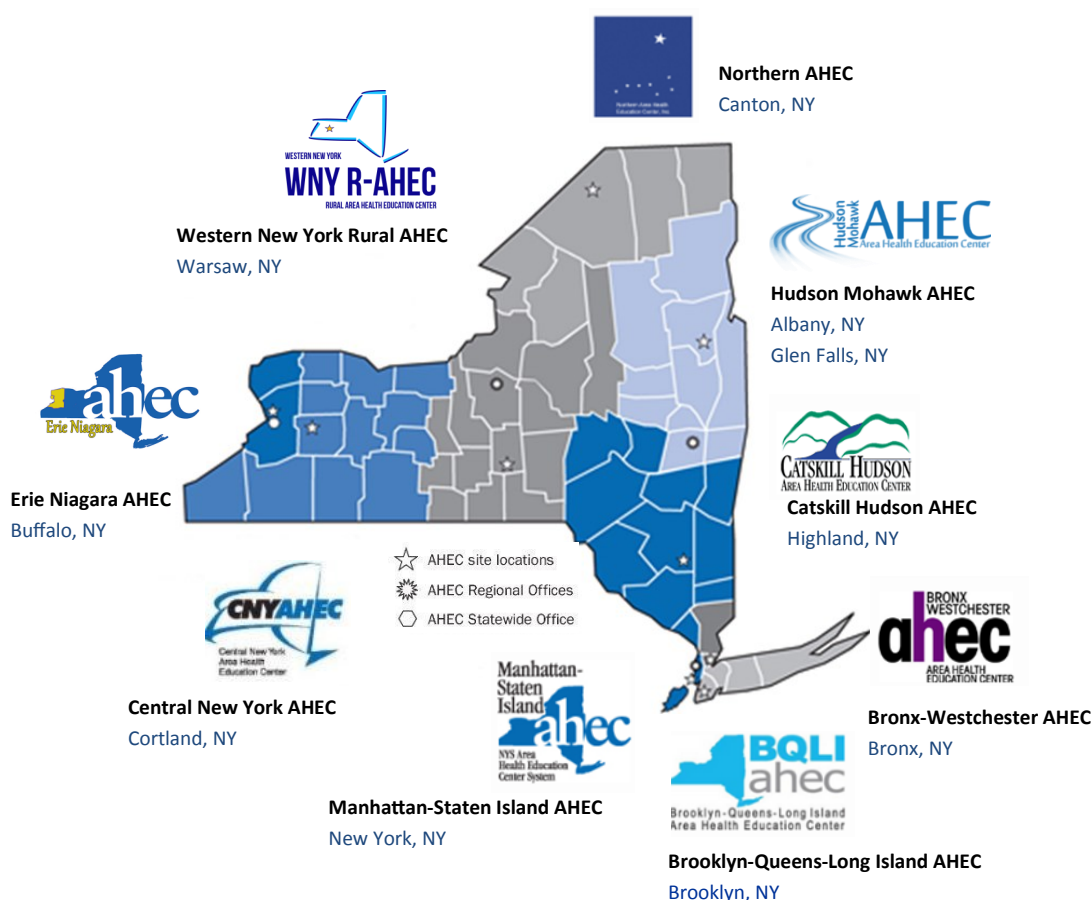 Northern Area Health
Education Center, Inc.
Northern AHEC
Canton, NY
WESTERN NEW YORK
WNY R-AHEC
RURAL AREA HEALTH EDUCATION CENTER
Western New York Rural AHEC
Warsaw, NY
Hudson
Mohawk
AHEC
Area Health Education Center
Hudson Mohawk AHEC
Albany, NY
Glen Falls, NY
ahec
Erie Niagara
Erie Niagara AHEC
Buffalo, NY
CATSKILL HUDSON
AREA HEALTH EDUCATION CENTER
Catskill Hudson AHEC
Highland, NY
AHEC site locations
AHEC Regional Offices
AHEC Statewide Office
CNYAHEC
Central New York
Area Health
Education Center
Central New York AHEC
Cortland, NY
Manhattan-
Staten
Island
ahec
NYS Area
Health Education
Center System
Manhattan-Staten Island AHEC
New York, NY
BRONX
WESTCHESTER
ahec
AREA HEALTH
EDUCATION CENTER
Bronx-Westchester AHEC
Bronx, NY
BQLI
ahec
Brooklyn-Queens-Long Island
Area Health Education Center
Brooklyn-Queens-Long Island AHEC
Brooklyn, NY